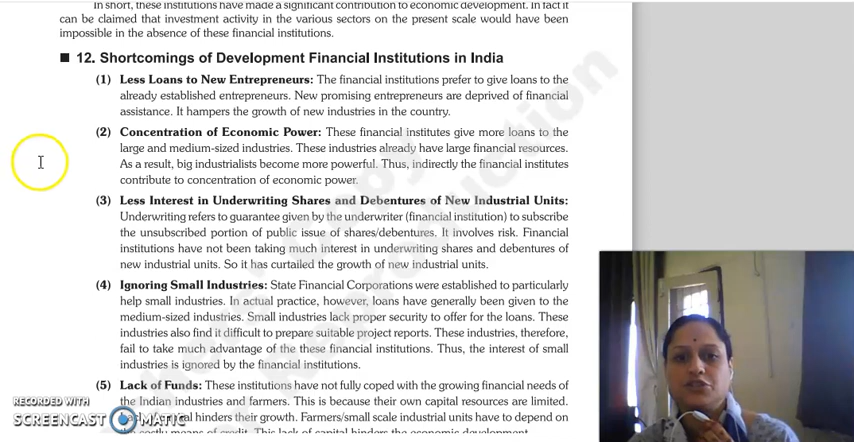 In short, these institutions have made a significant contribution to economic development. In fact it
can be claimed that investment activity in the various sectors on the present scale would have been
impossible in the absence of these financial institutions.
■ 12. Shortcomings of Development Financial Institutions in India
(1) Less Loans to New Entrepreneurs: The financial institutions prefer to give loans to the
already established entrepreneurs. New promising entrepreneurs are deprived of financial
assistance. It hampers the growth of new industries in the country.
(2) Concentration of Economic Power: These financial institutes give more loans to the
large and medium-sized industries. These industries already have large financial resources.
As a result, big industrialists become more powerful. Thus, indirectly the financial institutes
contribute to concentration of economic power.
(3) Less Interest in Underwriting Shares and Debentures of New Industrial Units:
Underwriting refers to guarantee given by the underwriter (financial institution) to subscribe
the unsubscribed portion of public issue of shares/debentures. It involves risk. Financial
institutions have not been taking much interest in underwriting shares and debentures of
new industrial units. So it has curtailed the growth of new industrial units.
(4) Ignoring Small Industries: State Financial Corporations were established to particularly
help small industries. In actual practice, however, loans have generally been given to the
medium-sized industries. Small industries lack proper security to offer for the loans. These
industries also find it difficult to prepare suitable project reports. These industries, therefore,
fail to take much advantage of the these financial institutions. Thus, the interest of small
industries is ignored by the financial institutions.
(5) Lack of Funds: These institutions have not fully coped with the growing financial needs of
the Indian industries and farmers. This is because their own capital resources are limited.
hinders their growth. Farmers/small scale industrial units have to depend on
costly means of credit. This lack of capital hinders the economic development.
RECORDED WITH
SCREENCAST MATIC